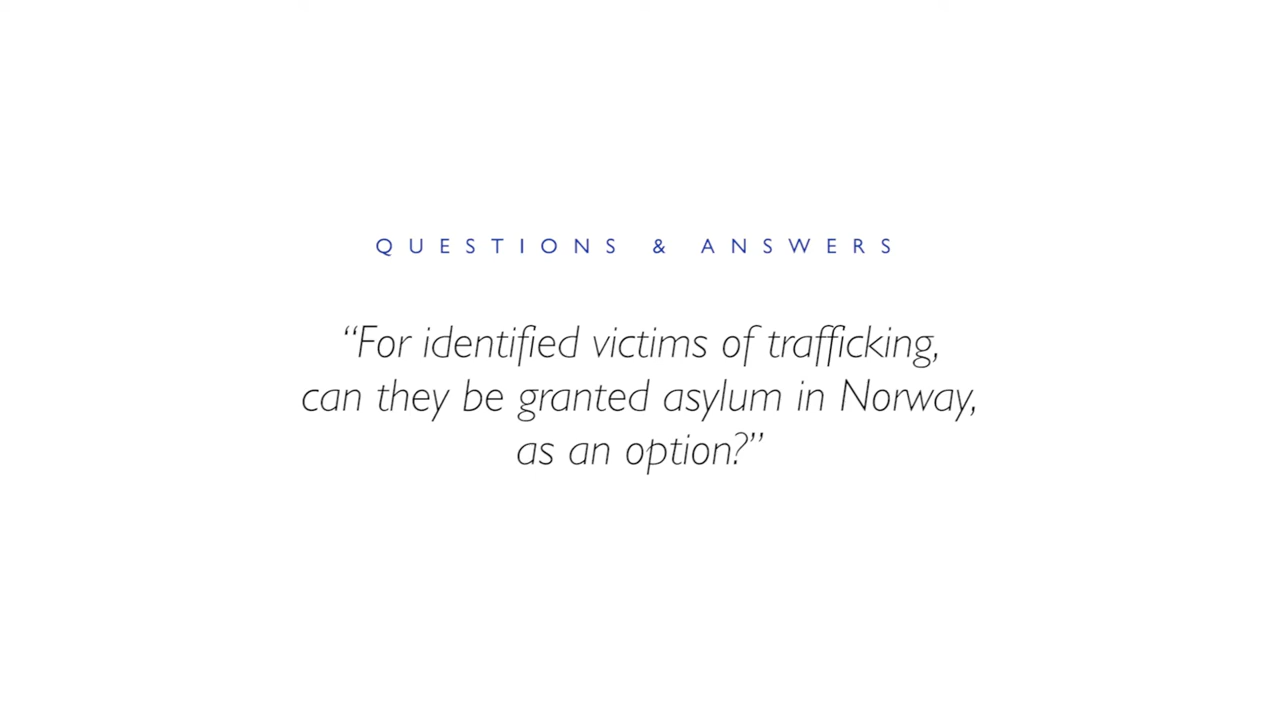 QUESTIONS & ANSWERS
“For identified victims of trafficking,
can they be granted asylum in Norway,
as an option?”